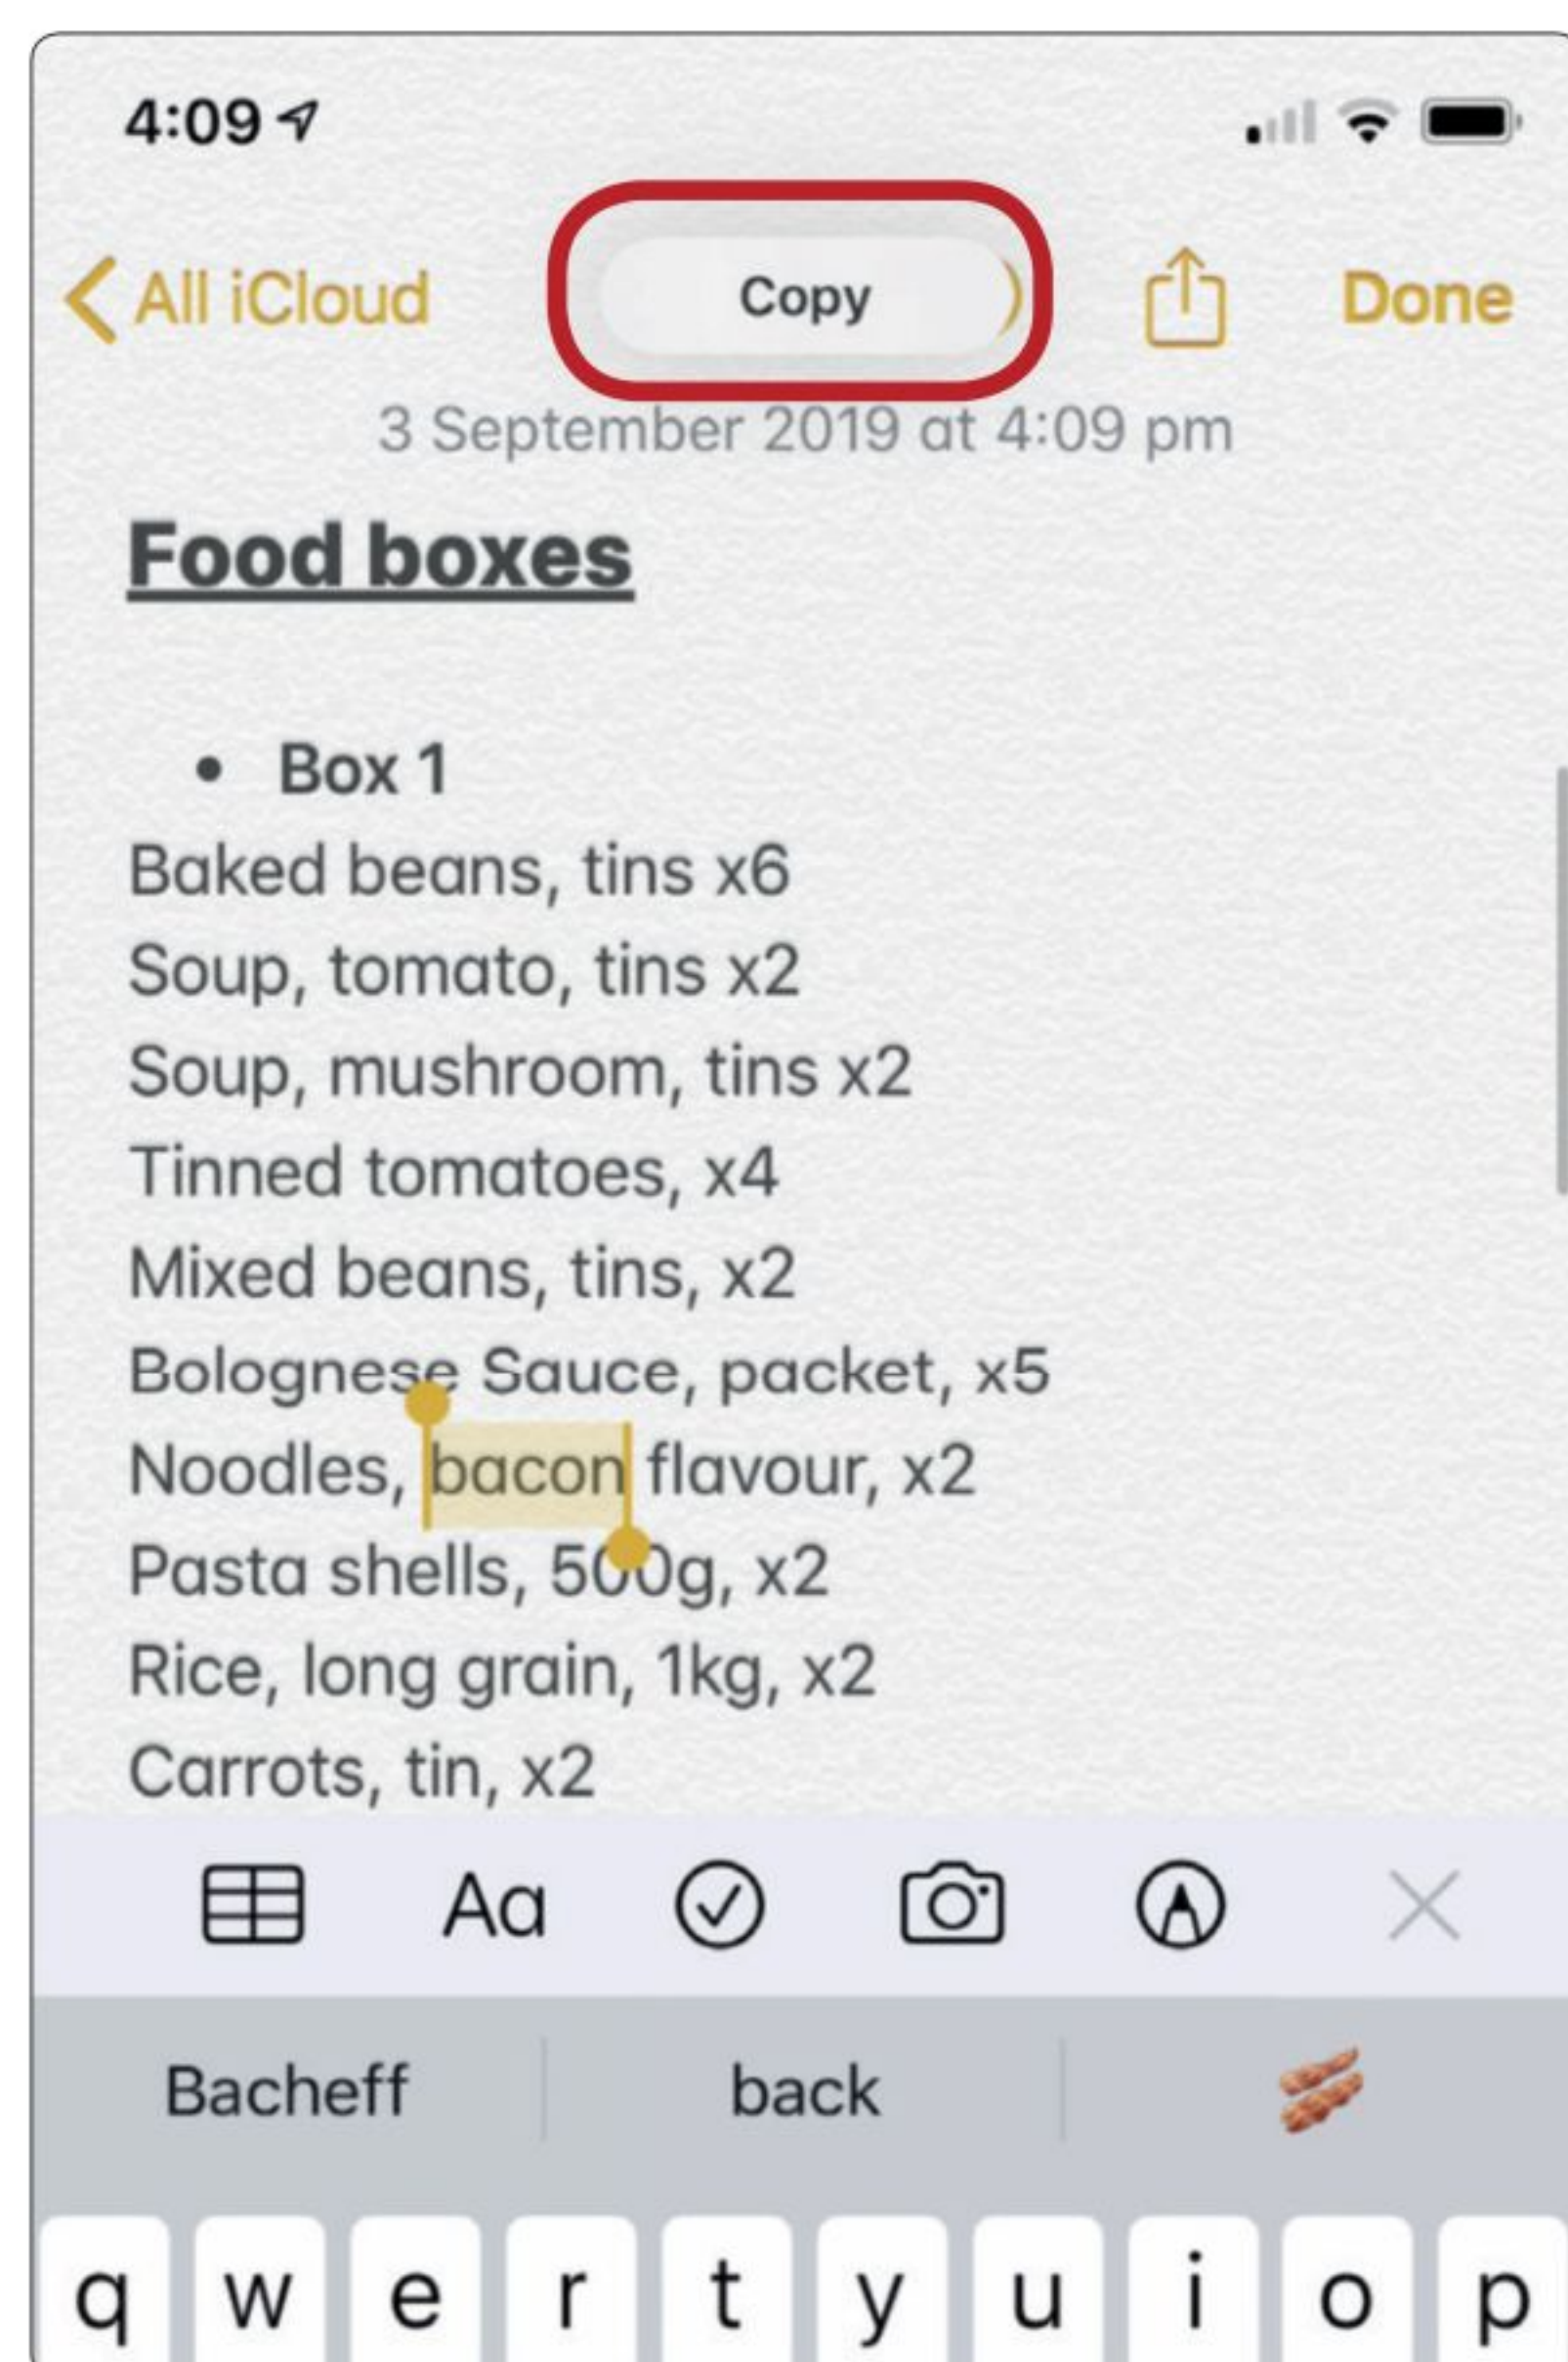 4:09
All iCloud Copy Done
3 September 2019 at 4:09 pm
Food boxes
• Box 1
Baked beans, tins x6
Soup, tomato, tins x2
Soup, mushroom, tins x2
Tinned tomatoes, x4
Mixed beans, tins, x2
Bolognese Sauce, packet, x5
Noodles, bacon flavour, x2
Pasta shells, 500g, x2
Rice, long grain, 1kg, x2
Carrots, tin, x2
Aa
Bacheff back
q w e r t y u i o p